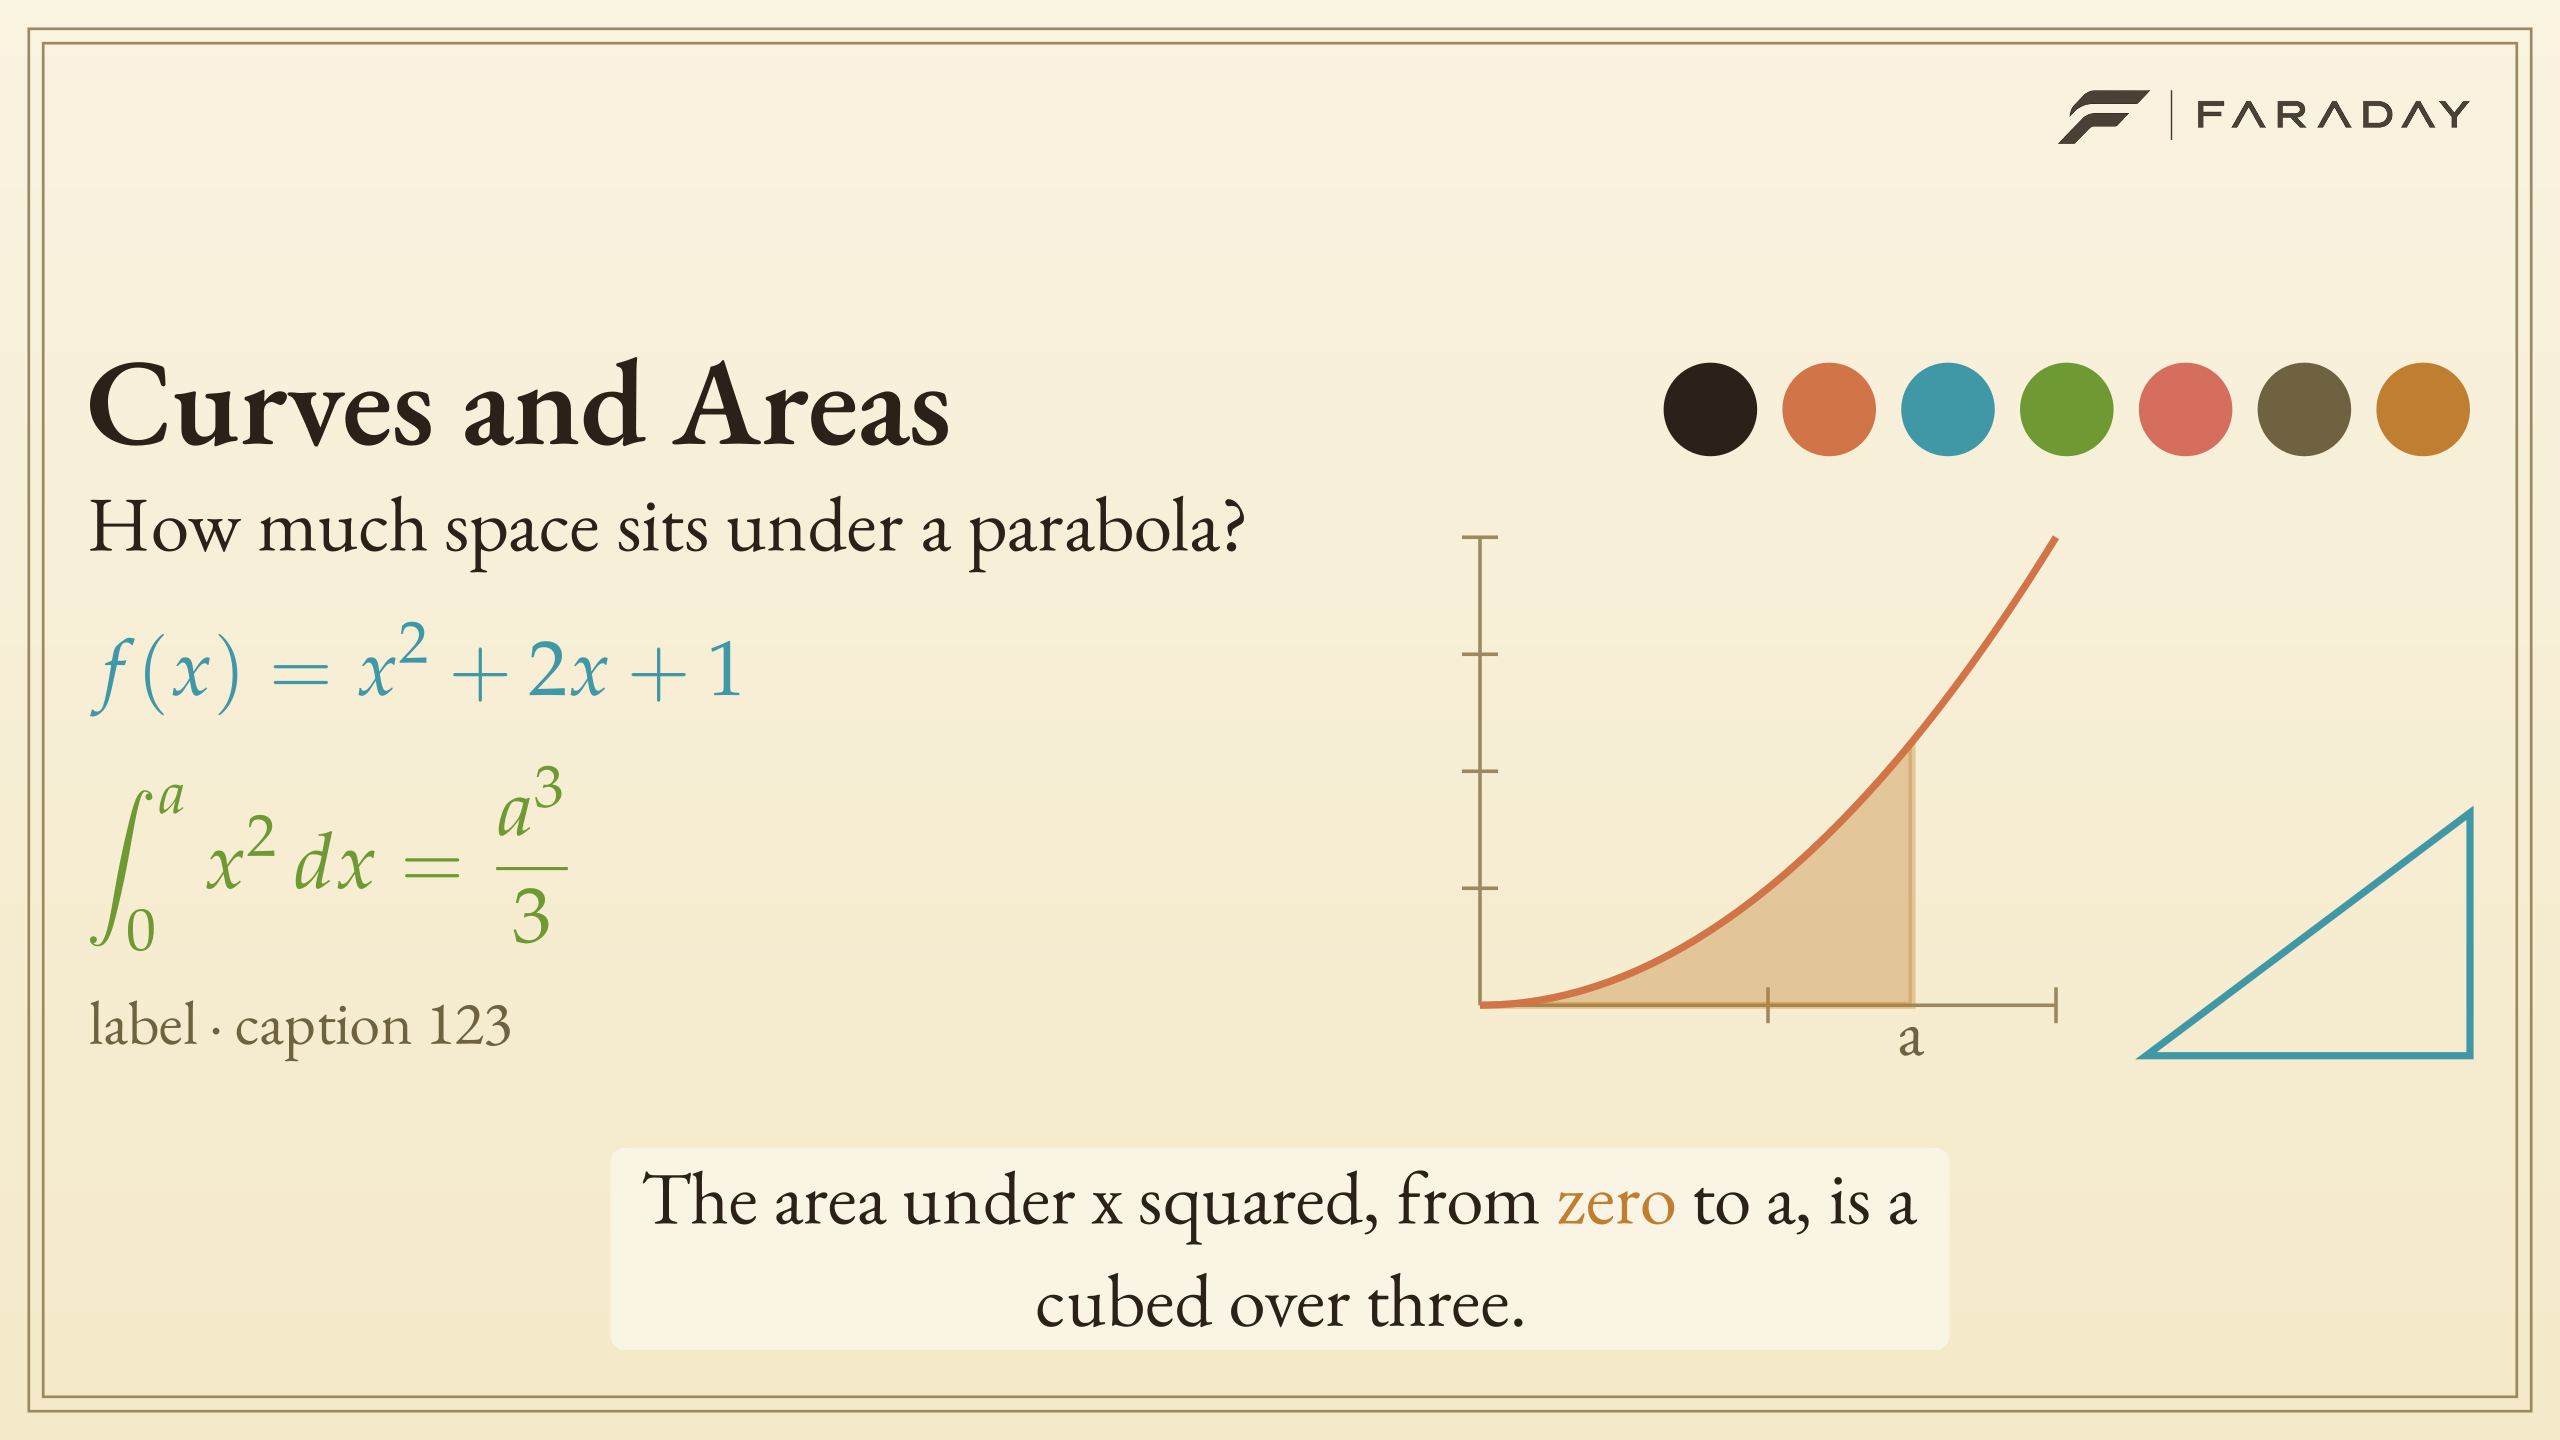 FARADAY
Curves and Areas
How much space sits under a parabola?
f(x) = x² + 2x + 1
∫₀ᵃ x² dx = a³/3
label · caption 123
a
The area under x squared, from zero to a, is a
cubed over three.